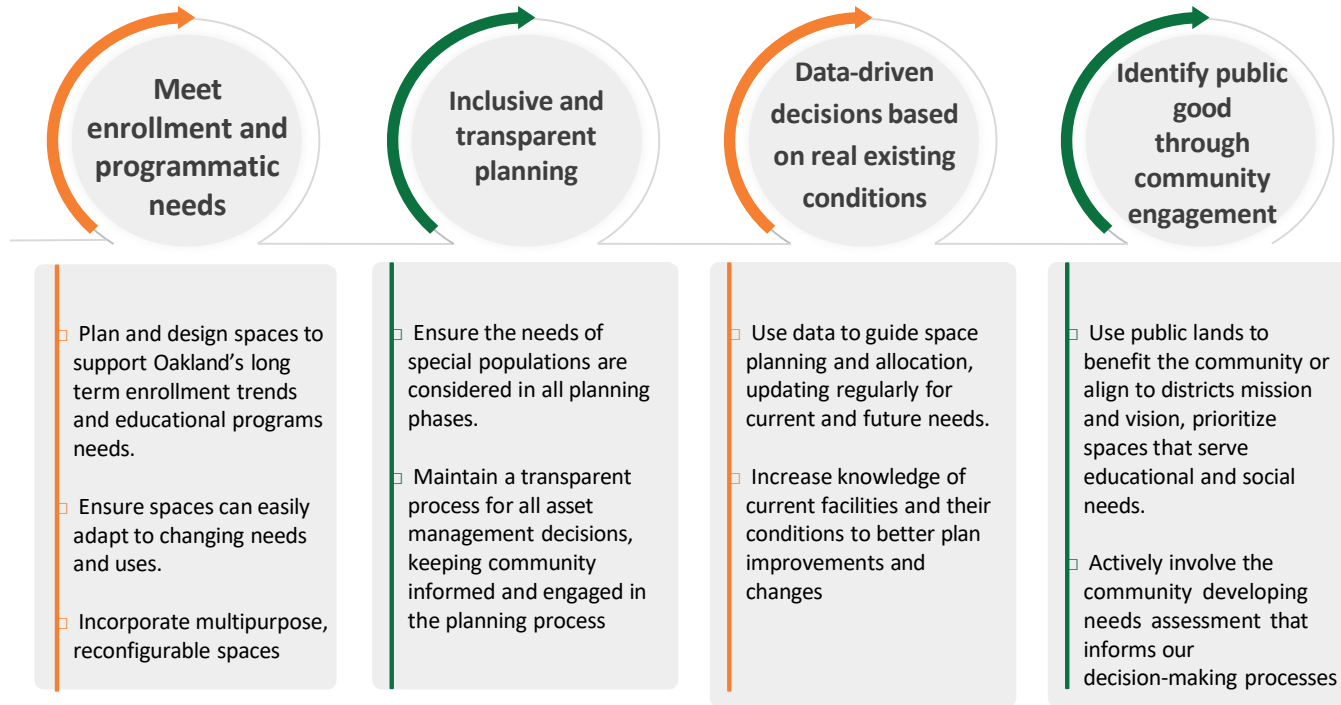 Meet
enrollment and
programmatic
needs
Inclusive and
transparent
planning
Data-driven
decisions based
on real existing
conditions
Identify public
good
through
community
engagement
Plan and design spaces to
support Oakland’s long
term enrollment trends
and educational programs
needs.
Ensure spaces can easily
adapt to changing needs
and uses.
Incorporate multipurpose,
reconfigurable spaces
Ensure the needs of
special populations are
considered in all planning
phases.
Maintain a transparent
process for all asset
management decisions,
keeping community
informed and engaged in
the planning process
Use data to guide space
planning and allocation,
updating regularly for
current and future needs.
Increase knowledge of
current facilities and their
conditions to better plan
improvements and
changes
Use public lands to
benefit the community or
align to districts mission
and vision, prioritize
spaces that serve
educational and social
needs.
Actively involve the
community developing
needs assessment that
informs our
decision-making processes